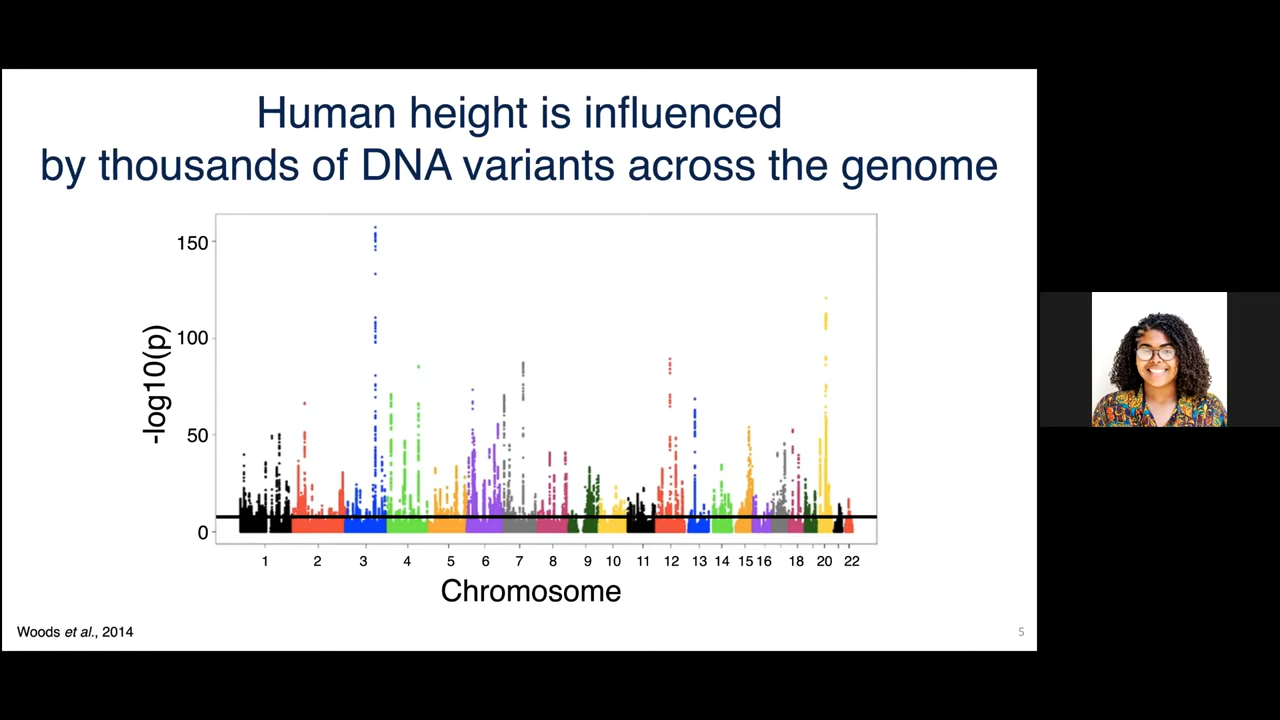 Human height is influenced
by thousands of DNA variants across the genome
150
100
50
0
-log10(p)
1 2 3 4 5 6 7 8 9 10 11 12 13 14 15 16 18 20 22
Chromosome
Woods et al., 2014
5